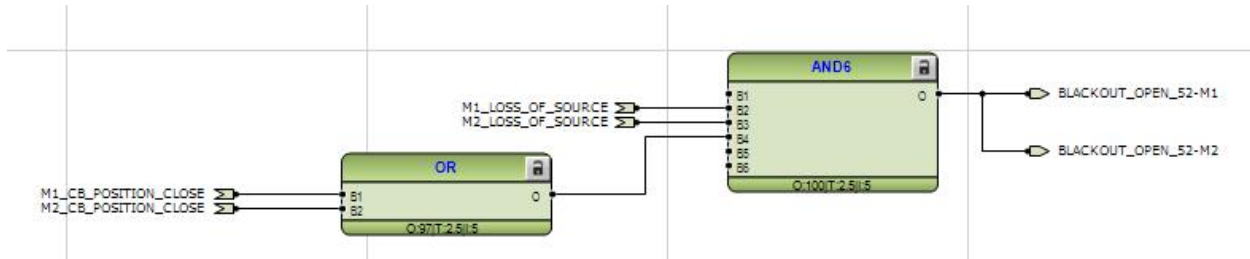 AND6
B1 O
B2
B3
B4
B5
B6
O:100|T:2.5|I:5
M1_LOSS_OF_SOURCE
M2_LOSS_OF_SOURCE
BLACKOUT_OPEN_52-M1
BLACKOUT_OPEN_52-M2
OR
B1 O
B2
O:97|T:2.5|I:5
M1_CB_POSITION_CLOSE
M2_CB_POSITION_CLOSE